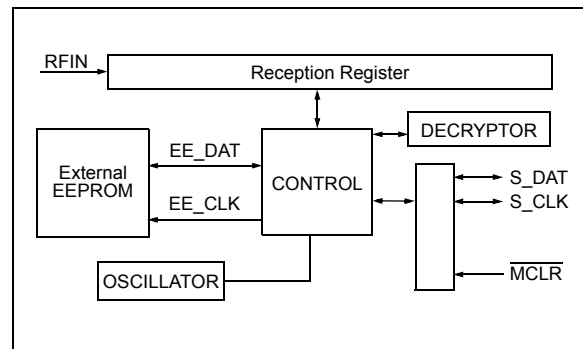 RFIN
Reception Register
DECRYPTOR
External
EEPROM
EE_DAT
EE_CLK
CONTROL
S_DAT
S_CLK
MCLR
OSCILLATOR